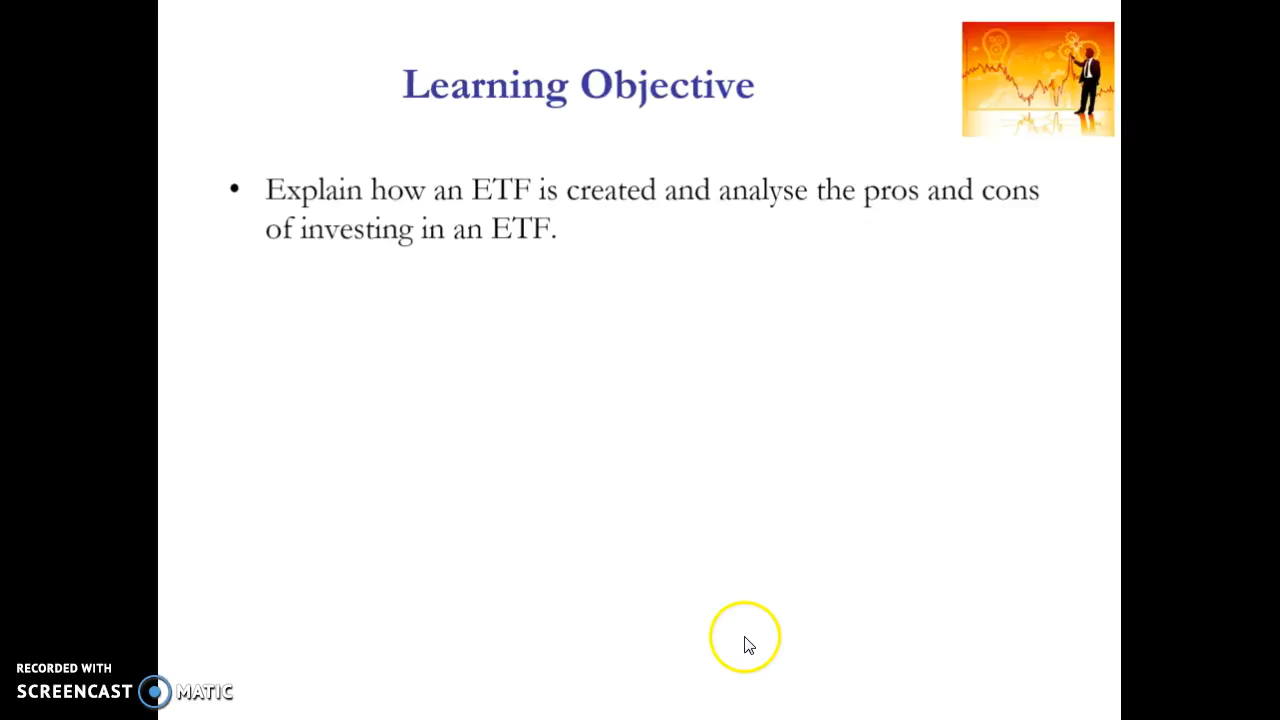 Learning Objective
• Explain how an ETF is created and analyse the pros and cons
of investing in an ETF.
RECORDED WITH
SCREENCAST MATIC